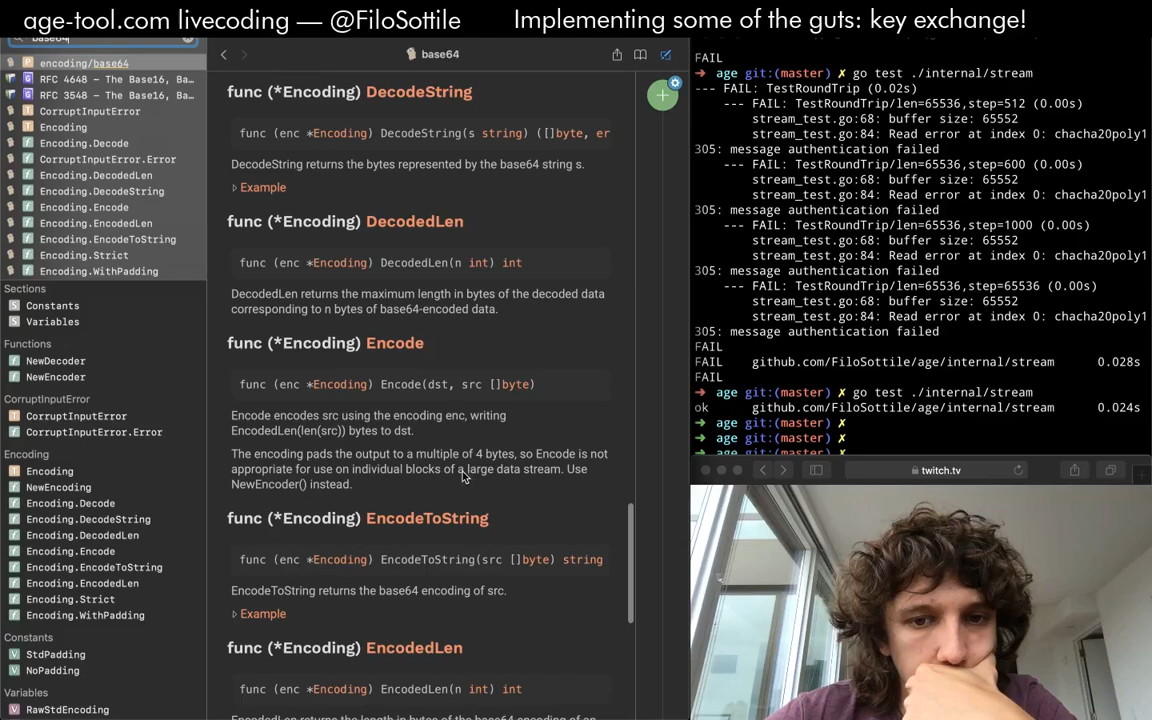 age-tool.com livecoding — @FiloSottile
Implementing some of the guts: key exchange!
base64
encoding/base64
RFC 4648 – The Base16, Ba...
RFC 3548 – The Base16, Ba...
CorruptInputError
Encoding
Encoding.Decode
CorruptInputError.Error
Encoding.DecodedLen
Encoding.DecodeString
Encoding.Encode
Encoding.EncodedLen
Encoding.EncodeToString
Encoding.Strict
Encoding.WithPadding
Sections
Constants
Variables
Functions
NewDecoder
NewEncoder
CorruptInputError
CorruptInputError
CorruptInputError.Error
Encoding
Encoding
NewEncoding
Encoding.Decode
Encoding.DecodeString
Encoding.DecodedLen
Encoding.Encode
Encoding.EncodeToString
Encoding.EncodedLen
Encoding.Strict
Encoding.WithPadding
Constants
StdPadding
NoPadding
Variables
RawStdEncoding
base64
func (*Encoding) DecodeString
func (enc *Encoding) DecodeString(s string) ([]byte, er
DecodeString returns the bytes represented by the base64 string s.
Example
func (*Encoding) DecodedLen
func (enc *Encoding) DecodedLen(n int) int
DecodedLen returns the maximum length in bytes of the decoded data
corresponding to n bytes of base64-encoded data.
func (*Encoding) Encode
func (enc *Encoding) Encode(dst, src []byte)
Encode encodes src using the encoding enc, writing
EncodedLen(len(src)) bytes to dst.
The encoding pads the output to a multiple of 4 bytes, so Encode is not
appropriate for use on individual blocks of a large data stream. Use
NewEncoder() instead.
func (*Encoding) EncodeToString
func (enc *Encoding) EncodeToString(src []byte) string
EncodeToString returns the base64 encoding of src.
Example
func (*Encoding) EncodedLen
func (enc *Encoding) EncodedLen(n int) int
FAIL
➜ age git:(master) ✗ go test ./internal/stream
--- FAIL: TestRoundTrip (0.02s)
--- FAIL: TestRoundTrip/len=65536,step=512 (0.00s)
stream_test.go:68: buffer size: 65552
stream_test.go:84: Read error at index 0: chacha20poly1
305: message authentication failed
--- FAIL: TestRoundTrip/len=65536,step=600 (0.00s)
stream_test.go:68: buffer size: 65552
stream_test.go:84: Read error at index 0: chacha20poly1
305: message authentication failed
--- FAIL: TestRoundTrip/len=65536,step=1000 (0.00s)
stream_test.go:68: buffer size: 65552
stream_test.go:84: Read error at index 0: chacha20poly1
305: message authentication failed
--- FAIL: TestRoundTrip/len=65536,step=65536 (0.00s)
stream_test.go:68: buffer size: 65552
stream_test.go:84: Read error at index 0: chacha20poly1
305: message authentication failed
FAIL
FAIL github.com/FiloSottile/age/internal/stream 0.028s
FAIL
➜ age git:(master) ✗ go test ./internal/stream
ok github.com/FiloSottile/age/internal/stream 0.024s
➜ age git:(master) ✗
➜ age git:(master) ✗
➜ age git:(master) ✗
twitch.tv